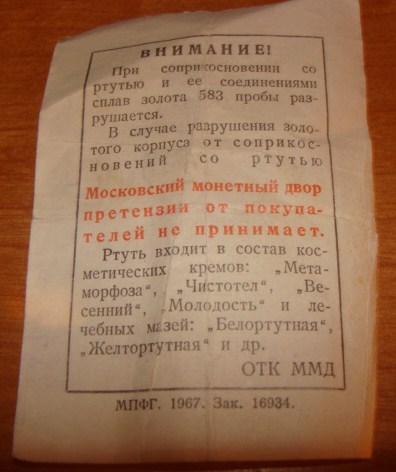 ВНИМАНИЕ!
При соприкосновении со
ртутью и ее соединениями
сплав золота 583 пробы раз-
рушается.
В случае разрушения золо-
того корпуса от соприкос-
новений со ртутью
Московский монетный двор
претензии от покупа-
телей не принимает.
Ртуть входит в состав кос-
метических кремов: „Мета-
морфоза“, „Чистотел“, „Ве-
сенний“, „Молодость“ и ле-
чебных мазей: „Белортутная“,
„Желтортутная“ и др.
ОТК ММД
МПФГ. 1967. Зак. 16934.